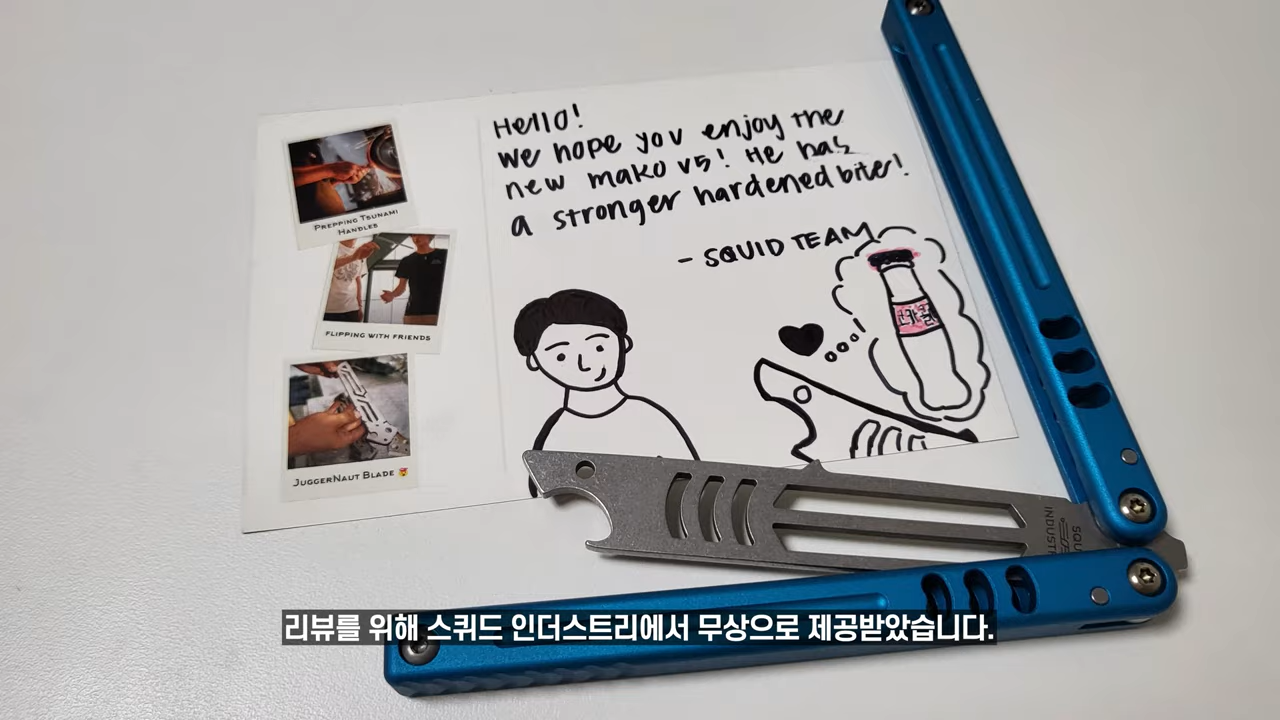 Hello!
we hope you enjoy the
new mako v5! He has
a stronger hardened bite!
- SQUID TEAM
PREPPING TSUNAMI
HANDLES
FLIPPING WITH FRIENDS
JUGGERNAUT BLADE
SQU
INDUST
리뷰를 위해 스퀴드 인더스트리에서 무상으로 제공받았습니다.